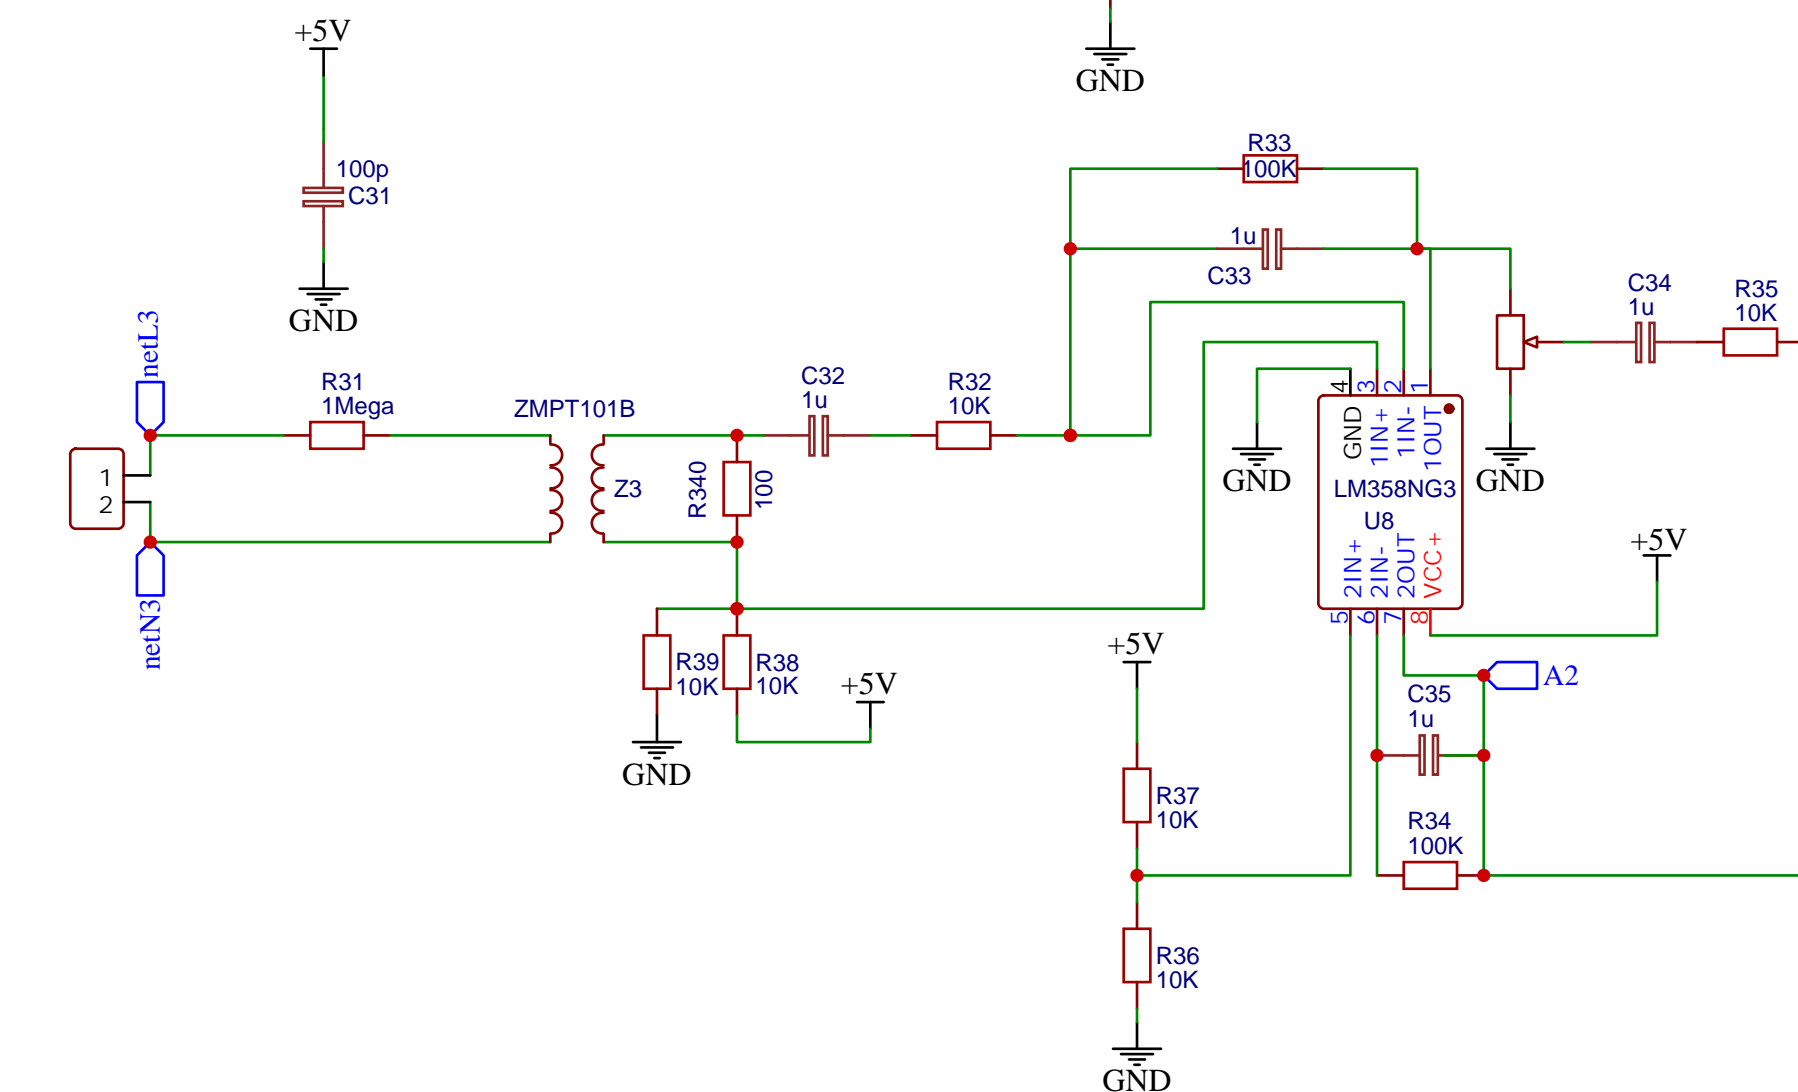 +5V
GND
100p
C31
GND
R33
100K
1u
C33
C34
1u
R35
10K
netL3
R31
1Mega
ZMPT101B
C32
1u
R32
10K
1
2
R340
100
Z3
4
3
2
1
GND
1IN+
1IN-
1OUT
GND
GND
LM358NG3
U8
2IN+
2IN-
2OUT
VCC+
5
6
7
8
+5V
netN3
R39
10K
R38
10K
+5V
GND
+5V
A2
C35
1u
R37
10K
R34
100K
R36
10K
GND